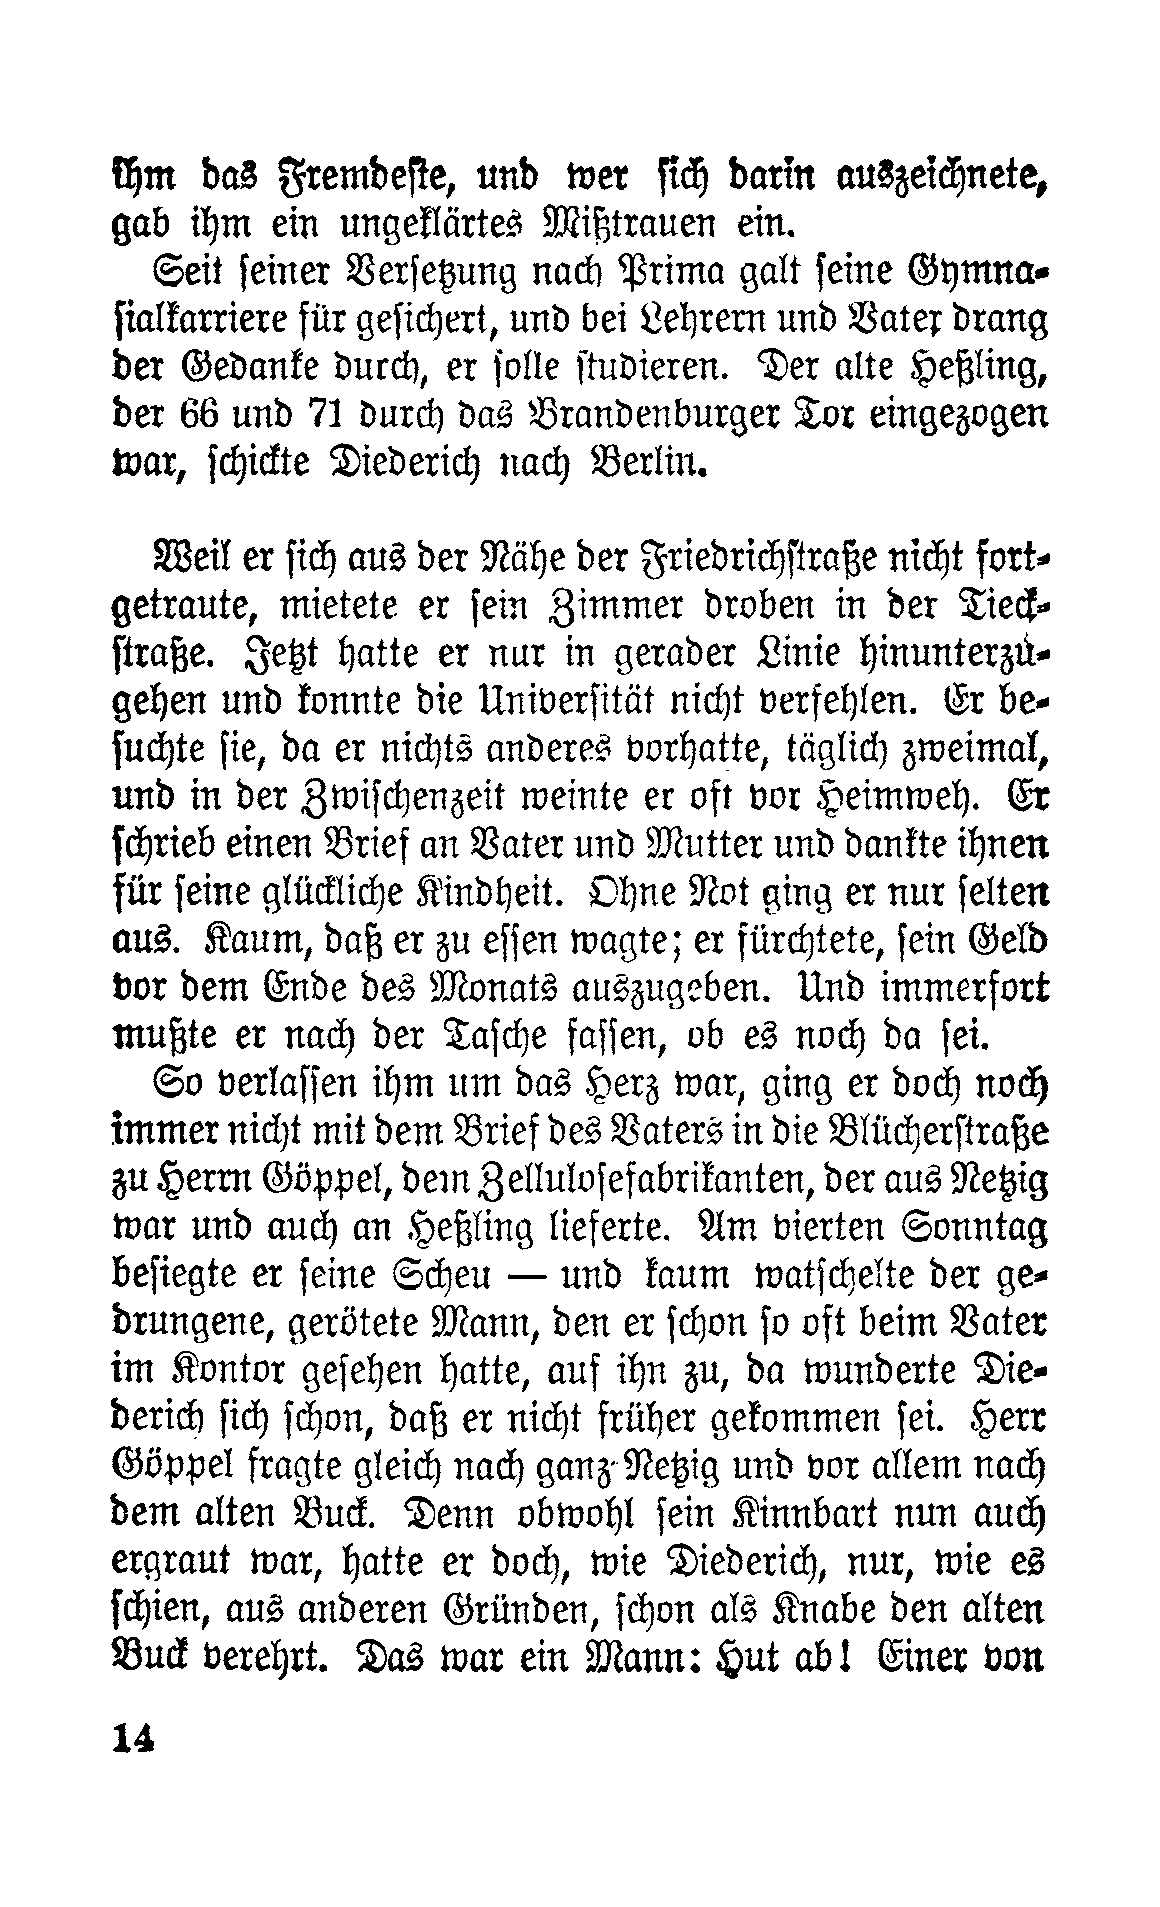 ihm das Fremdeste, und wer sich darin auszeichnete,
gab ihm ein ungeklärtes Mißtrauen ein.
Seit seiner Versetzung nach Prima galt seine Gymna-
sialkarriere für gesichert, und bei Lehrern und Vater drang
der Gedanke durch, er solle studieren. Der alte Heßling,
der 66 und 71 durch das Brandenburger Tor eingezogen
war, schickte Diederich nach Berlin.
Weil er sich aus der Nähe der Friedrichstraße nicht fort-
getraute, mietete er sein Zimmer droben in der Tieck-
straße. Jetzt hatte er nur in gerader Linie hinunterzu-
gehen und konnte die Universität nicht verfehlen. Er be-
suchte sie, da er nichts anderes vorhatte, täglich zweimal,
und in der Zwischenzeit weinte er oft vor Heimweh. Er
schrieb einen Brief an Vater und Mutter und dankte ihnen
für seine glückliche Kindheit. Ohne Not ging er nur selten
aus. Kaum, daß er zu essen wagte; er fürchtete, sein Geld
vor dem Ende des Monats auszugeben. Und immerfort
mußte er nach der Tasche fassen, ob es noch da sei.
So verlassen ihm um das Herz war, ging er doch noch
immer nicht mit dem Brief des Vaters in die Blücherstraße
zu Herrn Göppel, dem Zellulosefabrikanten, der aus Netzig
war und auch an Heßling lieferte. Am vierten Sonntag
besiegte er seine Scheu — und kaum watschelte der ge-
drungene, gerötete Mann, den er schon so oft beim Vater
im Kontor gesehen hatte, auf ihn zu, da wunderte Die-
derich sich schon, daß er nicht früher gekommen sei. Herr
Göppel fragte gleich nach ganz Netzig und vor allem nach
dem alten Buck. Denn obwohl sein Kinnbart nun auch
ergraut war, hatte er doch, wie Diederich, nur, wie es
schien, aus anderen Gründen, schon als Knabe den alten
Buck verehrt. Das war ein Mann: Hut ab! Einer von
14